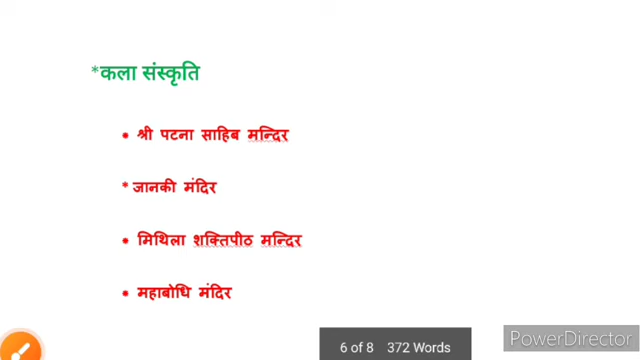 *कला संस्कृति
* श्री पटना साहिब मन्दिर
* जानकी मंदिर
* मिथिला शक्तिपीठ मन्दिर
* महाबोधि मंदिर
6 of 8 372 Words
PowerDirector